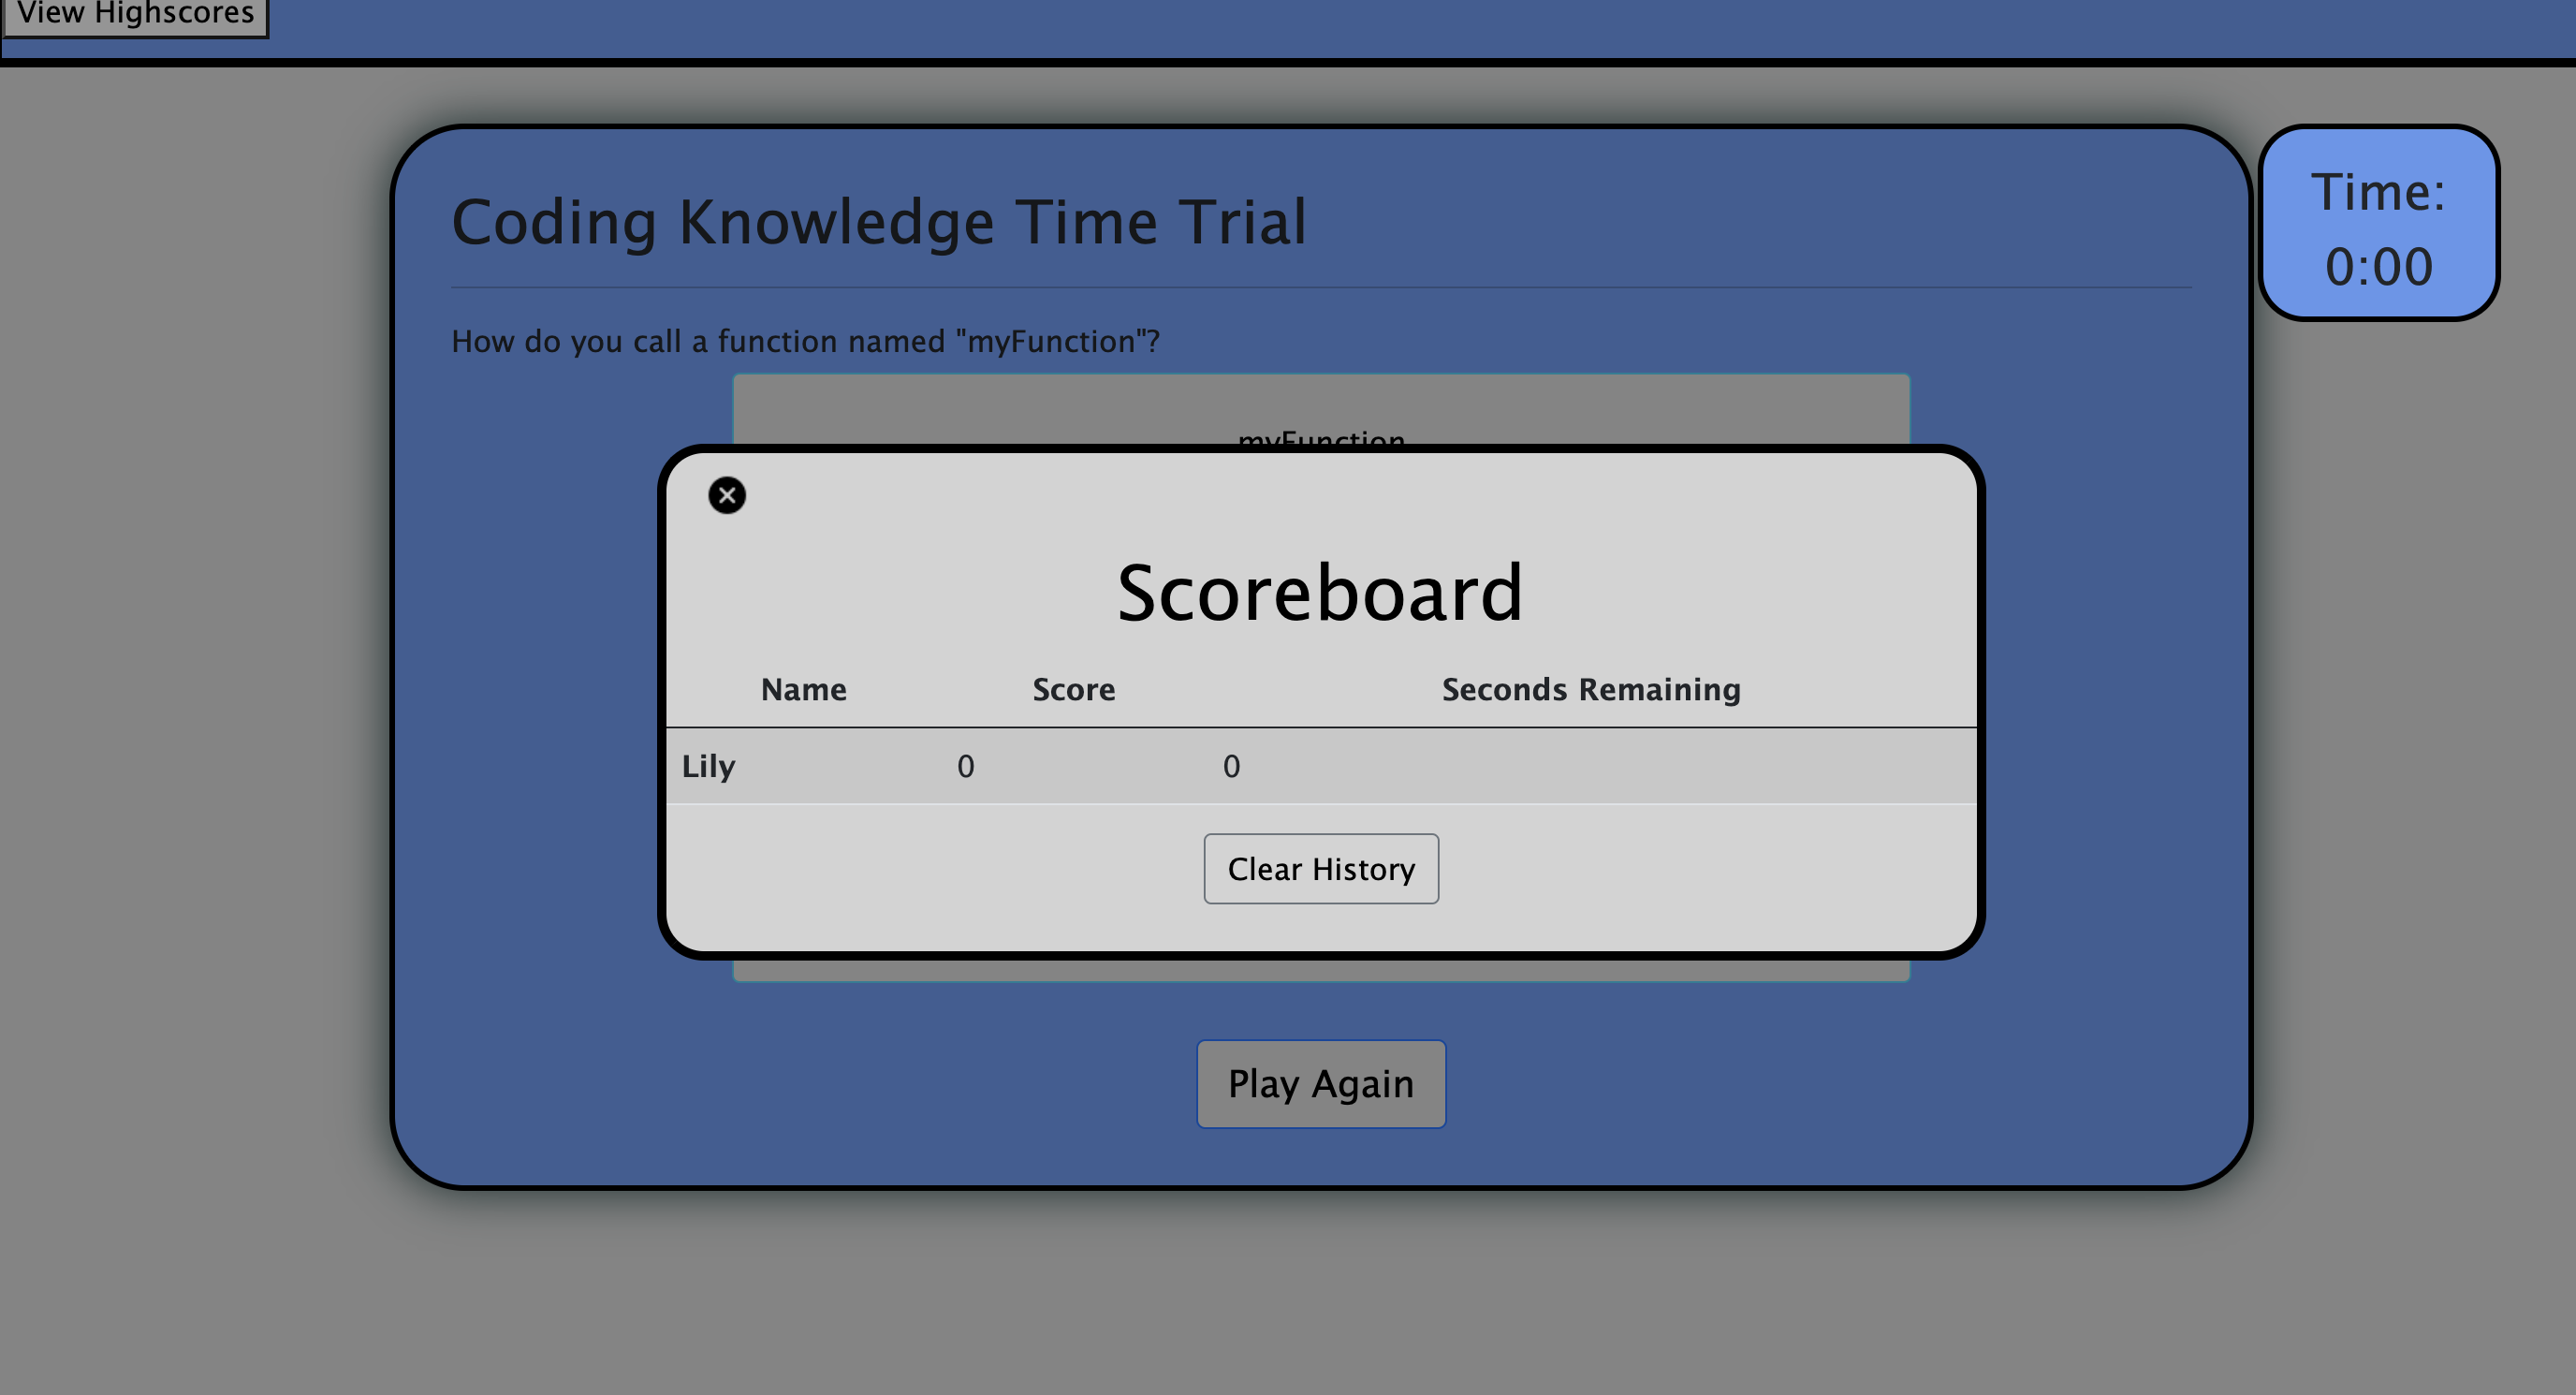 View Highscores
Coding Knowledge Time Trial
Time:
0:00
How do you call a function named "myFunction"?
myFunction
Scoreboard
Name Score Seconds Remaining
Lily 0 0
Clear History
Play Again